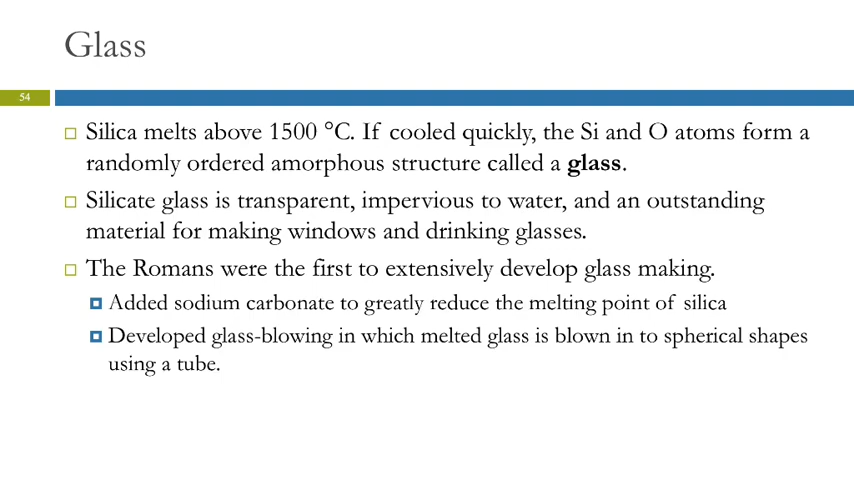 Glass
54
Silica melts above 1500 °C. If cooled quickly, the Si and O atoms form a
randomly ordered amorphous structure called a glass.
Silicate glass is transparent, impervious to water, and an outstanding
material for making windows and drinking glasses.
The Romans were the first to extensively develop glass making.
Added sodium carbonate to greatly reduce the melting point of silica
Developed glass-blowing in which melted glass is blown in to spherical shapes
using a tube.